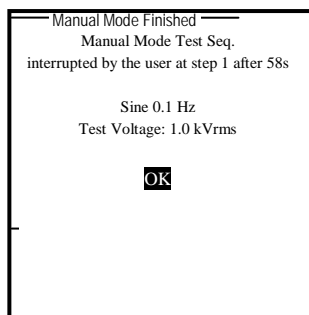 Manual Mode Finished
Manual Mode Test Seq.
interrupted by the user at step 1 after 58s
Sine 0.1 Hz
Test Voltage: 1.0 kVrms
OK